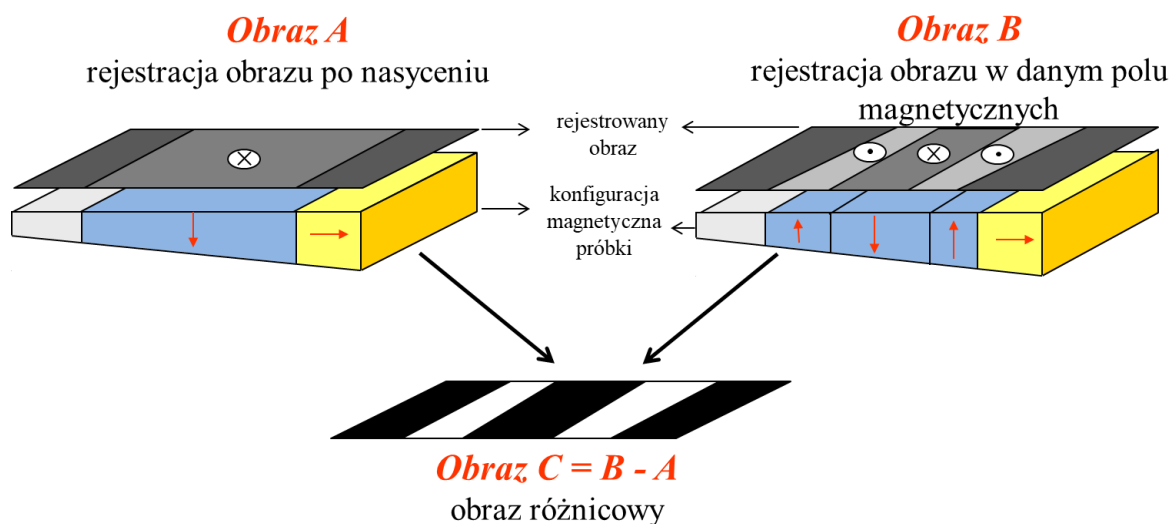 Obraz A
rejestracja obrazu po nasyceniu
Obraz B
rejestracja obrazu w danym polu
magnetycznych
rejestrowany
obraz
konfiguracja
magnetyczna
próbki
Obraz C = B - A
obraz różnicowy